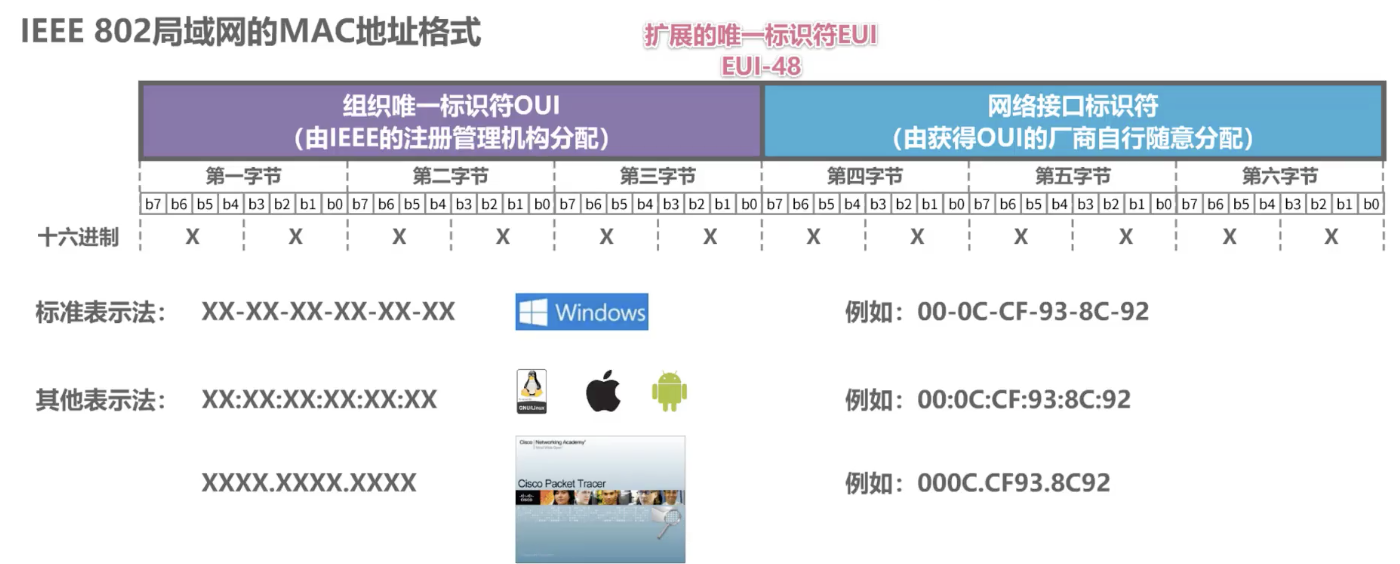 IEEE 802局域网的MAC地址格式
扩展的唯一标识符EUI
EUI-48
组织唯一标识符OUI
（由IEEE的注册管理机构分配）
网络接口标识符
（由获得OUI的厂商自行随意分配）
第一字节 第二字节 第三字节 第四字节 第五字节 第六字节
b7 b6 b5 b4 b3 b2 b1 b0 b7 b6 b5 b4 b3 b2 b1 b0 b7 b6 b5 b4 b3 b2 b1 b0 b7 b6 b5 b4 b3 b2 b1 b0 b7 b6 b5 b4 b3 b2 b1 b0 b7 b6 b5 b4 b3 b2 b1 b0
十六进制 X X X X X X X X X X X X
标准表示法： XX-XX-XX-XX-XX-XX Windows 例如：00-0C-CF-93-8C-92
其他表示法： XX:XX:XX:XX:XX:XX 例如：00:0C:CF:93:8C:92
GNU/Linux
Cisco Networking Academy
XXXX.XXXX.XXXX Cisco Packet Tracer 例如：000C.CF93.8C92